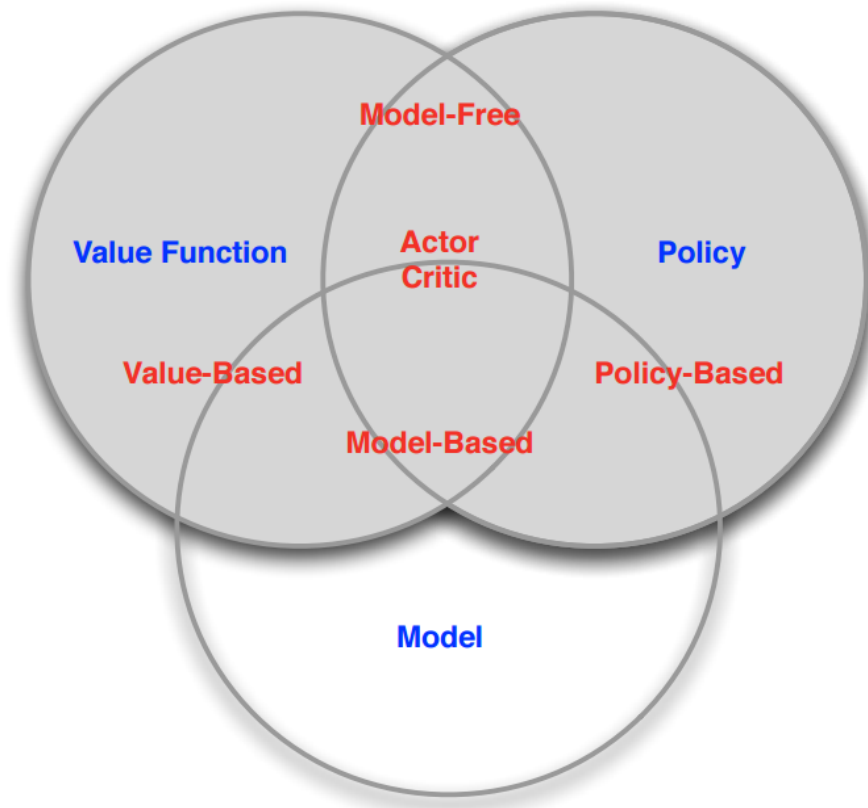 Model-Free
Actor
Critic
Value Function
Policy
Value-Based
Policy-Based
Model-Based
Model